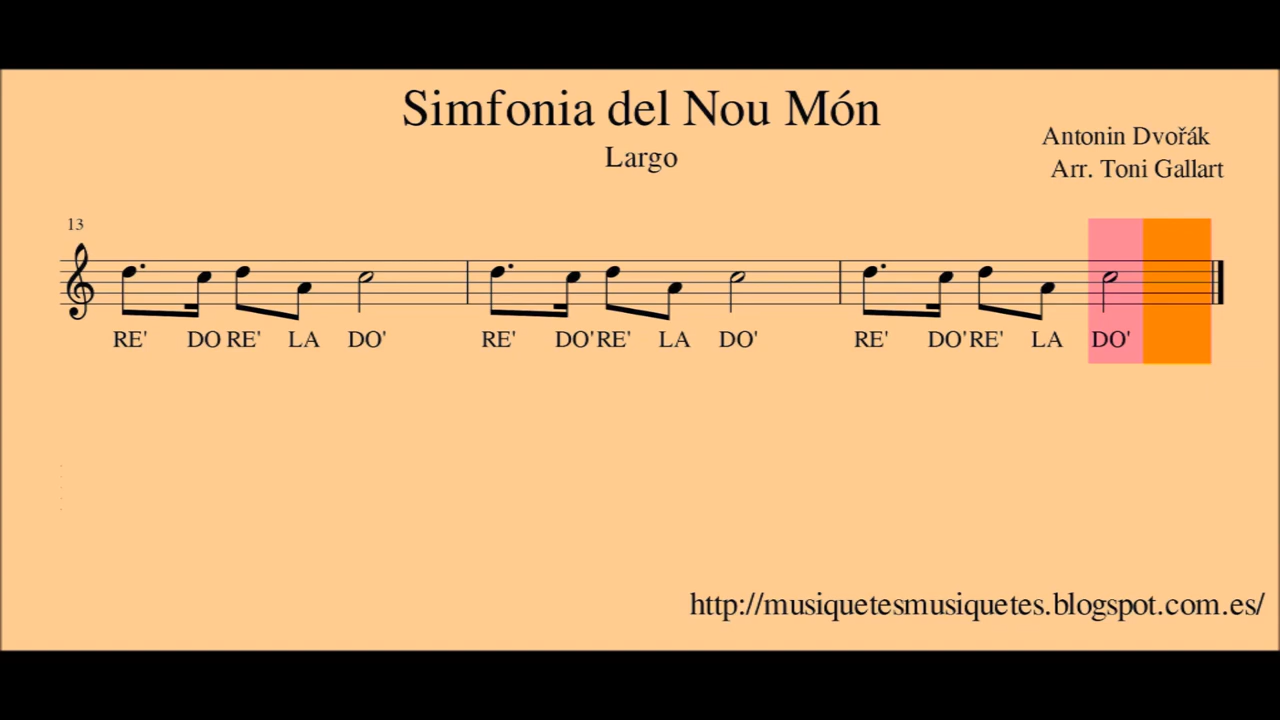 Simfonia del Nou Món
Largo
Antonin Dvořák
Arr. Toni Gallart
13
RE' DO RE' LA DO' RE' DO' RE' LA DO' RE' DO' RE' LA DO'
http://musiquetesmusiquetes.blogspot.com.es/